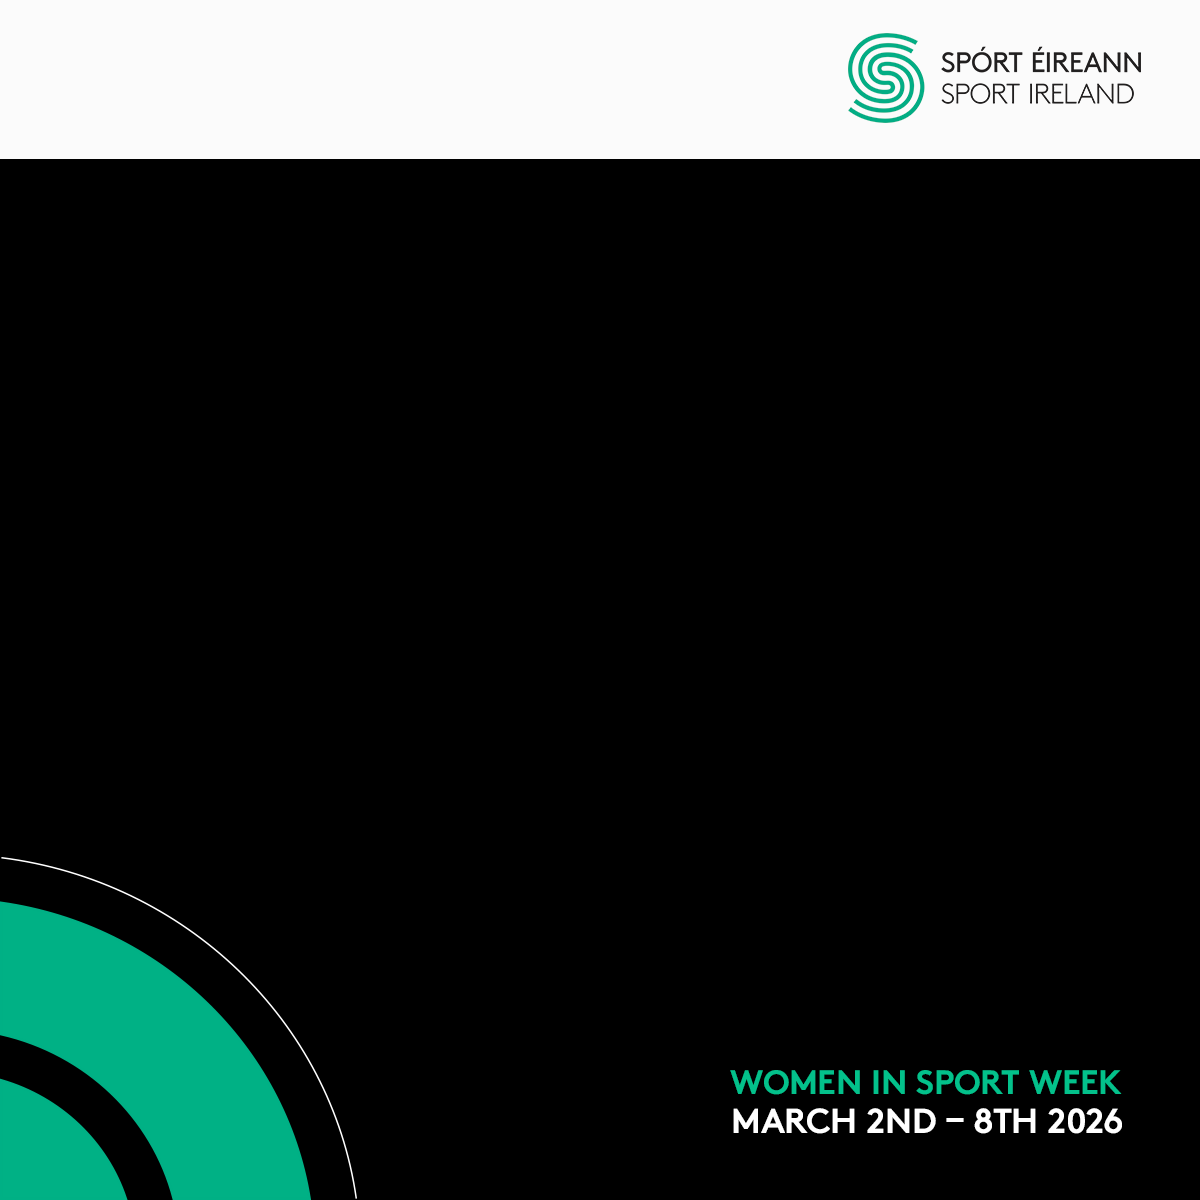 SPÓRT ÉIREANN
SPORT IRELAND
WOMEN IN SPORT WEEK
MARCH 2ND – 8TH 2026